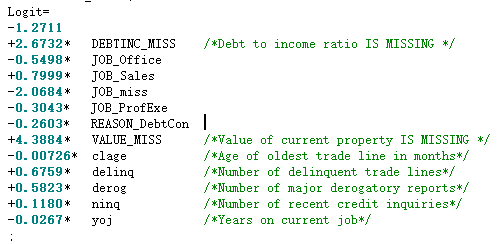 Logit=
-1.2711
+2.6732* DEBTINC_MISS /*Debt to income ratio IS MISSING */
-0.5498* JOB_Office
+0.7999* JOB_Sales
-2.0684* JOB_miss
-0.3043* JOB_ProfExe
-0.2603* REASON_DebtCon
+4.3884* VALUE_MISS /*Value of current property IS MISSING */
-0.00726* clage /*Age of oldest trade line in months*/
+0.6759* delinq /*Number of delinquent trade lines*/
+0.5823* derog /*Number of major derogatory reports*/
+0.1180* ninq /*Number of recent credit inquiries*/
-0.0267* yoj /*Years on current job*/
;